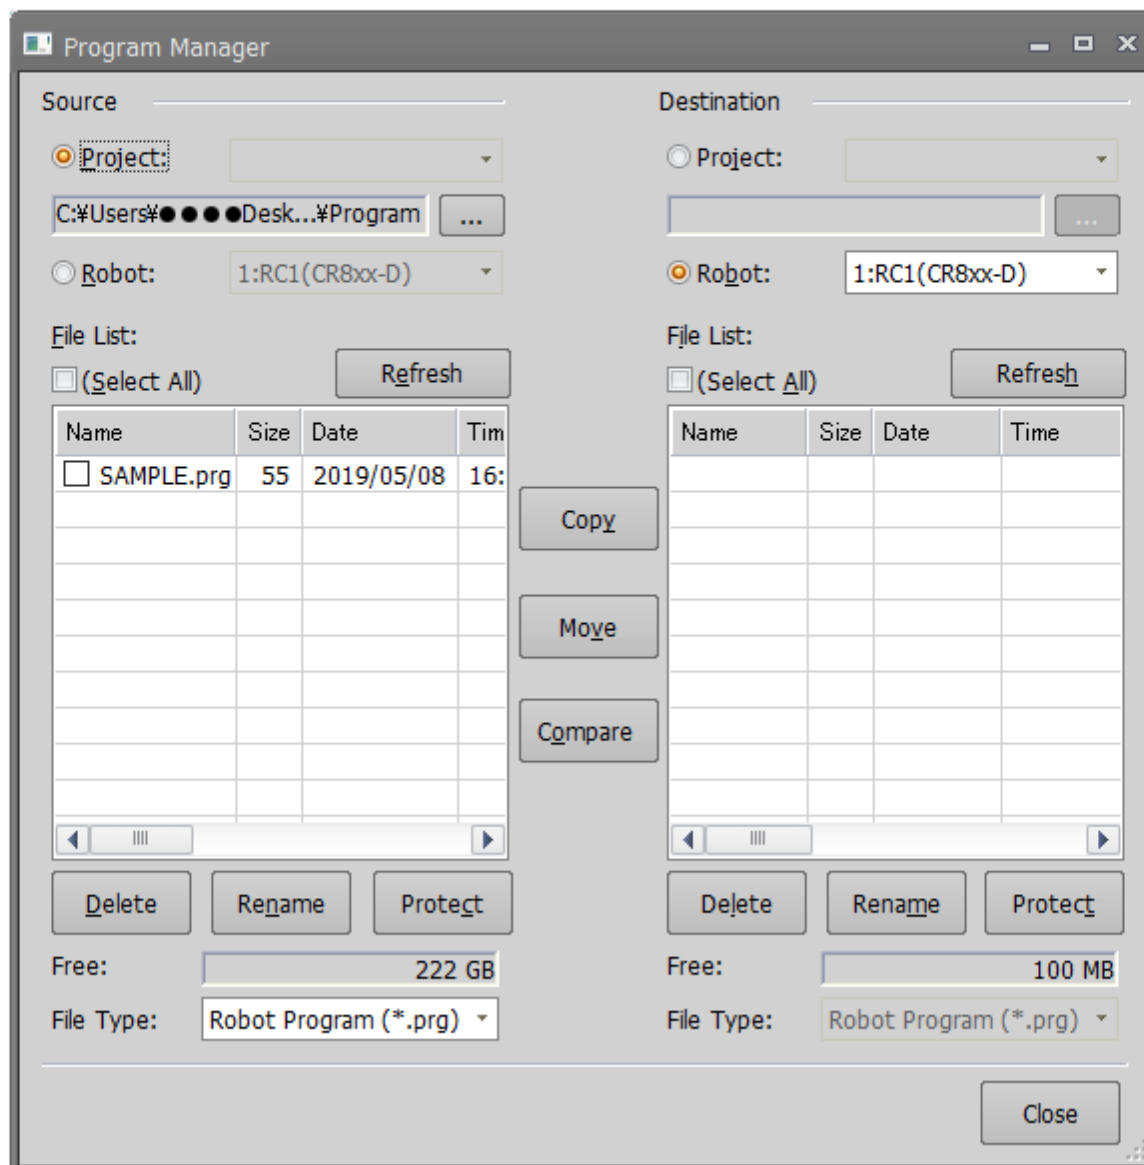 Program Manager
Source
Project:
C:¥Users¥●●●●Desk...¥Program ...
Robot: 1:RC1(CR8xx-D)
File List:
(Select All) Refresh
Name Size Date Tim
SAMPLE.prg 55 2019/05/08 16:
Delete Rename Protect
Free: 222 GB
File Type: Robot Program (*.prg)
Copy
Move
Compare
Destination
Project:
...
Robot: 1:RC1(CR8xx-D)
File List:
(Select All) Refresh
Name Size Date Time
Delete Rename Protect
Free: 100 MB
File Type: Robot Program (*.prg)
Close